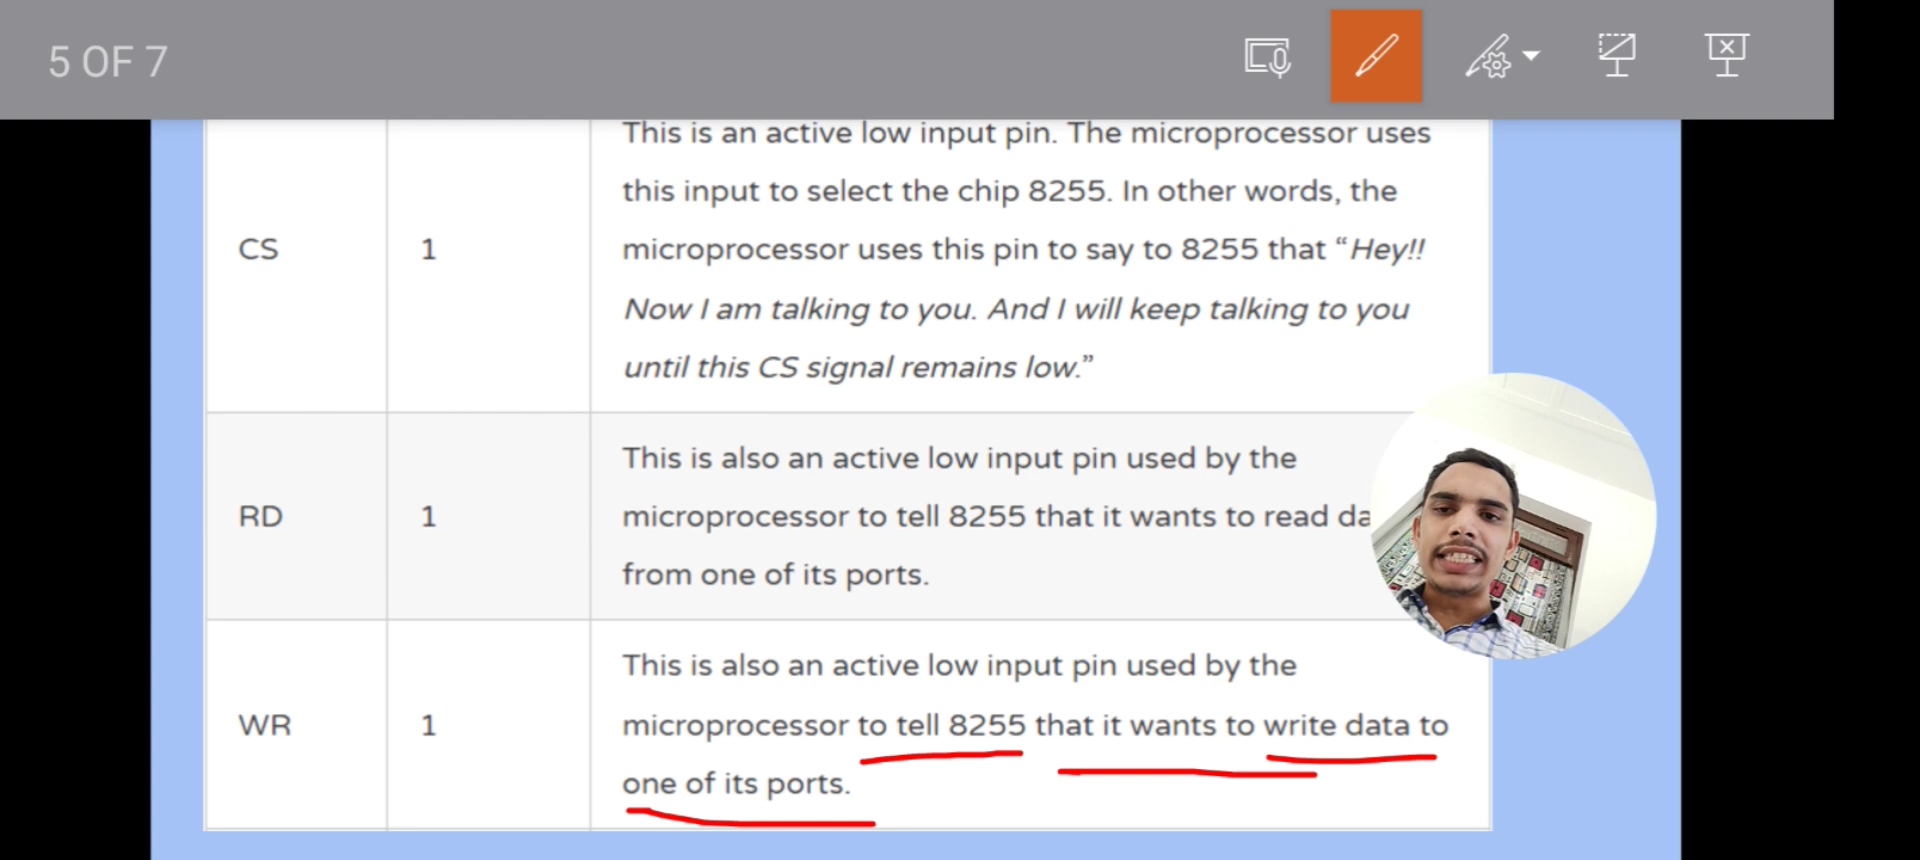 5 OF 7
This is an active low input pin. The microprocessor uses
this input to select the chip 8255. In other words, the
CS 1 microprocessor uses this pin to say to 8255 that “Hey!!
Now I am talking to you. And I will keep talking to you
until this CS signal remains low.”
This is also an active low input pin used by the
RD 1 microprocessor to tell 8255 that it wants to read da
from one of its ports.
This is also an active low input pin used by the
WR 1 microprocessor to tell 8255 that it wants to write data to
one of its ports.